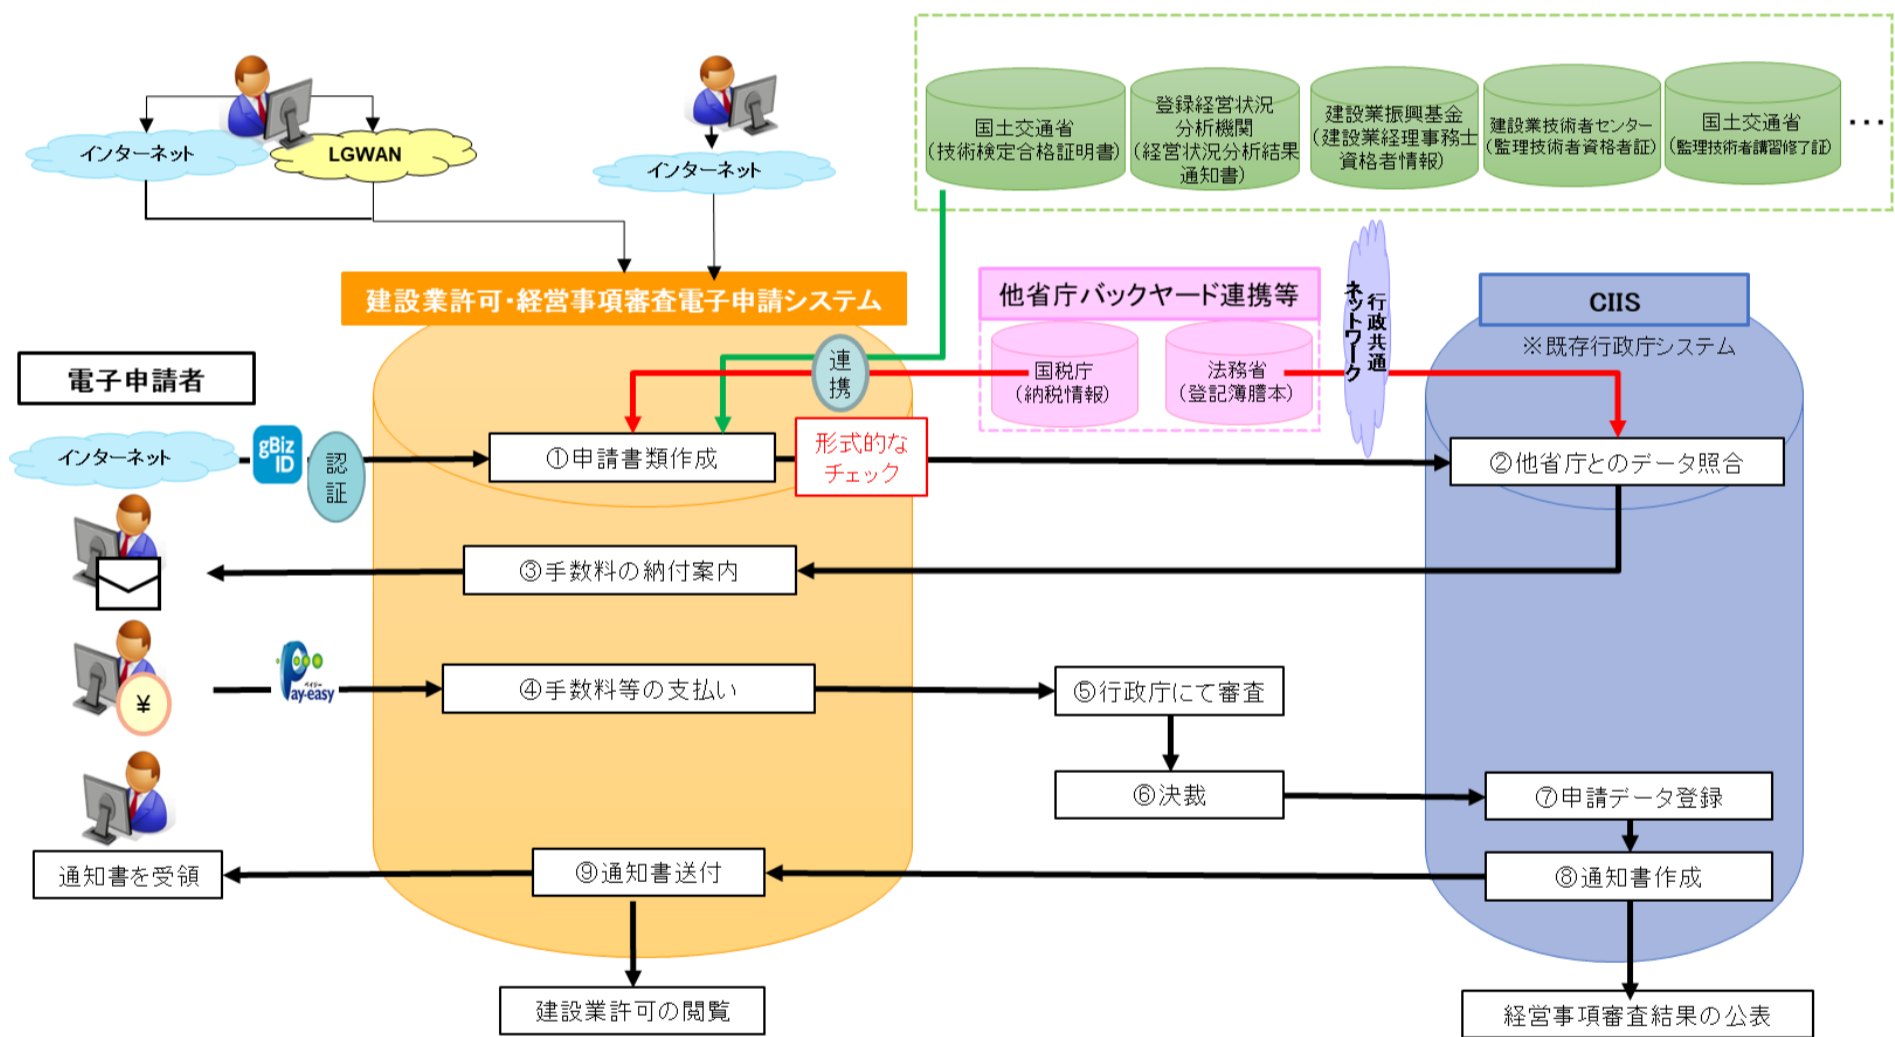 インターネット
LGWAN
インターネット
国土交通省
(技術検定合格証明書)
登録経営状況
分析機関
(経営状況分析結果
通知書)
建設業振興基金
(建設業経理事務士
資格者情報)
建設業技術者センター
(監理技術者資格者証)
国土交通省
(監理技術者講習修了証)
…
建設業許可・経営事項審査電子申請システム
他省庁バックヤード連携等
行政共通
ネットワーク
CIIS
※既存行政庁システム
連携
国税庁
(納税情報)
法務省
(登記簿謄本)
電子申請者
インターネット
gBiz
ID
認証
①申請書類作成
形式的な
チェック
②他省庁とのデータ照合
③手数料の納付案内
¥
ペイジー
Pay-easy
④手数料等の支払い
⑤行政庁にて審査
⑥決裁
⑦申請データ登録
⑧通知書作成
⑨通知書送付
通知書を受領
建設業許可の閲覧
経営事項審査結果の公表